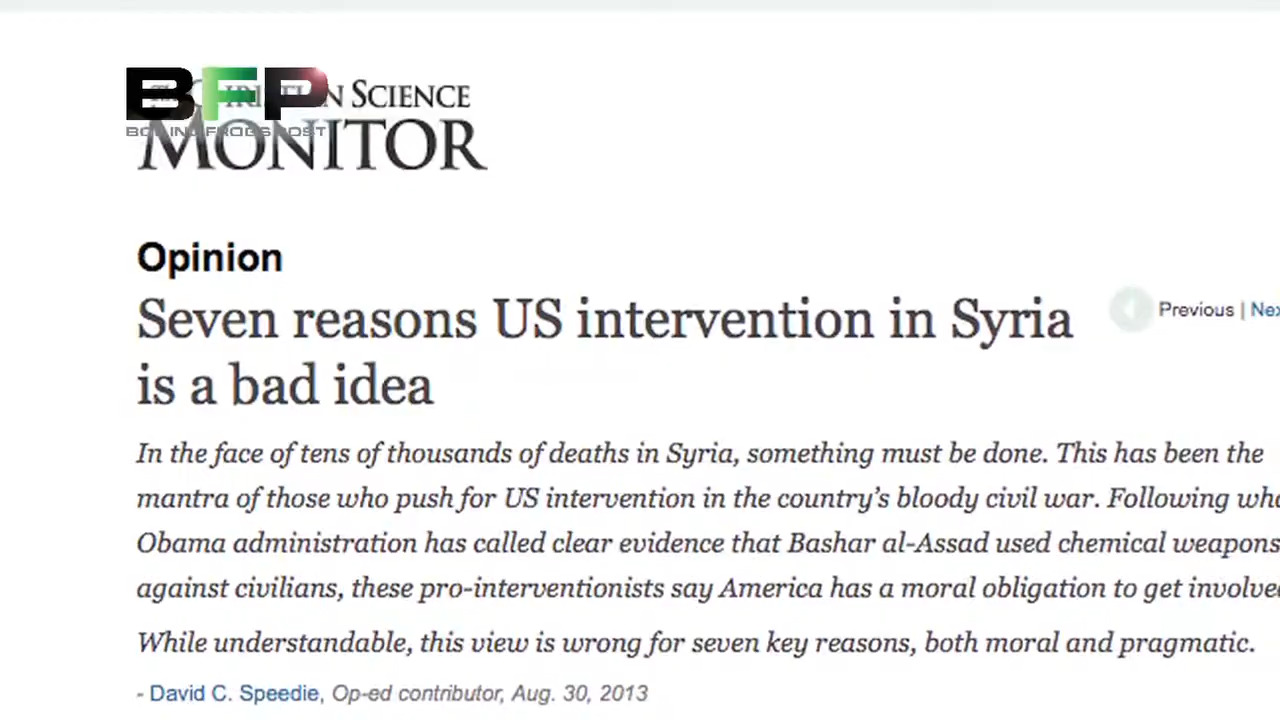 BFP
BOILING FROGS POST
N SCIENCE
MONITOR
Opinion
Seven reasons US intervention in Syria
is a bad idea
Previous | Nex
In the face of tens of thousands of deaths in Syria, something must be done. This has been the
mantra of those who push for US intervention in the country's bloody civil war. Following wha
Obama administration has called clear evidence that Bashar al-Assad used chemical weapons
against civilians, these pro-interventionists say America has a moral obligation to get involve
While understandable, this view is wrong for seven key reasons, both moral and pragmatic.
- David C. Speedie, Op-ed contributor, Aug. 30, 2013